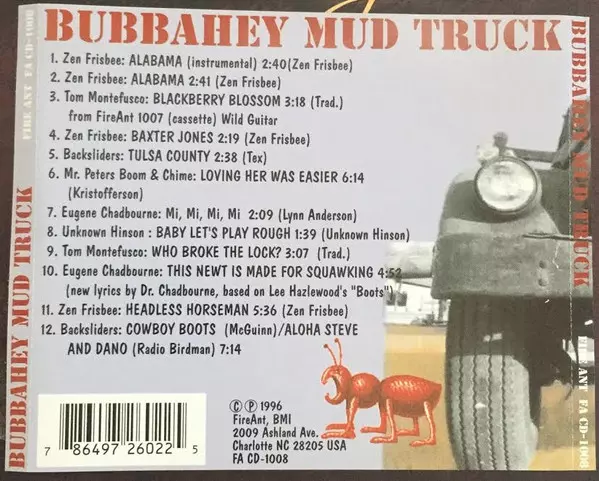 BUBBAHEY MUD TRUCK
1. Zen Frisbee: ALABAMA (instrumental) 2:40(Zen Frisbee)
2. Zen Frisbee: ALABAMA 2:41 (Zen Frisbee)
3. Tom Montefusco: BLACKBERRY BLOSSOM 3:18 (Trad.)
from FireAnt 1007 (cassette) Wild Guitar
4. Zen Frisbee: BAXTER JONES 2:19 (Zen Frisbee)
5. Backsliders: TULSA COUNTY 2:38 (Tex)
6. Mr. Peters Boom & Chime: LOVING HER WAS EASIER 6:14
(Kristofferson)
7. Eugene Chadbourne: Mi, Mi, Mi, Mi 2:09 (Lynn Anderson)
8. Unknown Hinson : BABY LET'S PLAY ROUGH 1:39 (Unknown Hinson)
9. Tom Montefusco: WHO BROKE THE LOCK? 3:07 (Trad.)
10. Eugene Chadbourne: THIS NEWT IS MADE FOR SQUAWKING 4:52
(new lyrics by Dr. Chadbourne, based on Lee Hazlewood's "Boots")
11. Zen Frisbee: HEADLESS HORSEMAN 5:36 (Zen Frisbee)
12. Backsliders: COWBOY BOOTS (McGuinn)/ALOHA STEVE
AND DANO (Radio Birdman) 7:14
7 86497 26022 5
© ℗ 1996
FireAnt, BMI
2009 Ashland Ave.
Charlotte NC 28205 USA
FA CD-1008
BUBBAHEY MUD TRUCK
FIRE ANT FA CD-1008
BUBBAHEY MUD TRUCK
FIRE ANT FA CD-1008